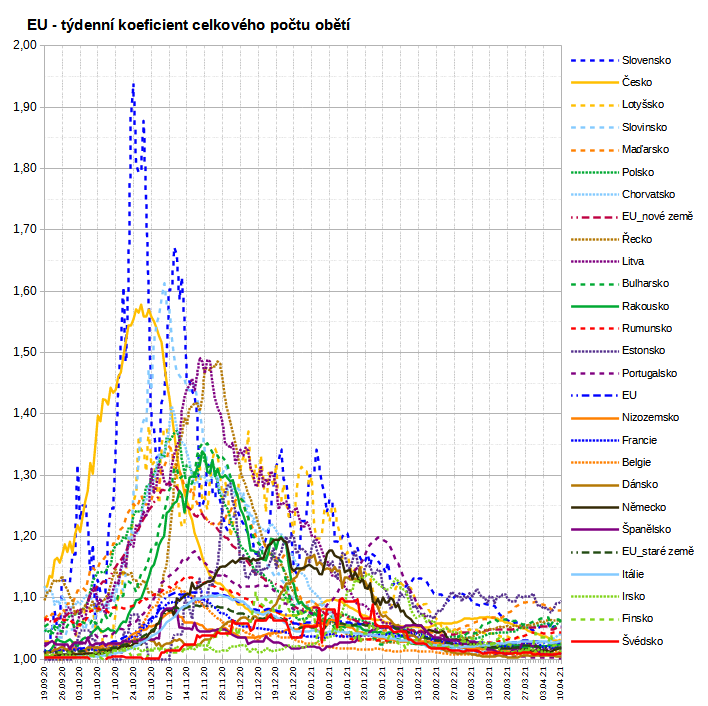 EU - týdenní koeficient celkového počtu obětí
2,00
1,90
1,80
1,70
1,60
1,50
1,40
1,30
1,20
1,10
1,00
Slovensko
Česko
Lotyšsko
Slovinsko
Maďarsko
Polsko
Chorvatsko
EU_nové země
Řecko
Litva
Bulharsko
Rakousko
Rumunsko
Estonsko
Portugalsko
EU
Nizozemsko
Francie
Belgie
Dánsko
Německo
Španělsko
EU_staré země
Itálie
Irsko
Finsko
Švédsko
19.09.20
26.09.20
03.10.20
10.10.20
17.10.20
24.10.20
31.10.20
07.11.20
14.11.20
21.11.20
28.11.20
05.12.20
12.12.20
19.12.20
26.12.20
02.01.21
09.01.21
16.01.21
23.01.21
30.01.21
06.02.21
13.02.21
20.02.21
27.02.21
06.03.21
13.03.21
20.03.21
27.03.21
03.04.21
10.04.21